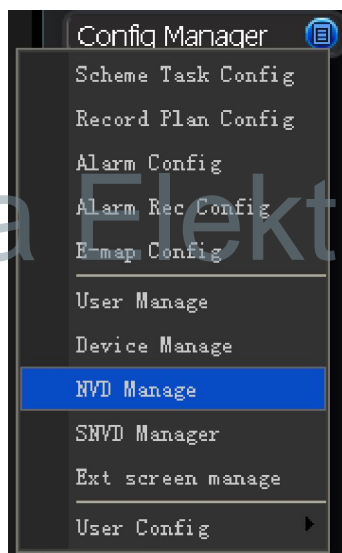 Config Manager
Scheme Task Config
Record Plan Config
Alarm Config
Alarm Rec Config
a Elekt
E-map Config
User Manage
Device Manage
NVD Manage
SNVD Manager
Ext screen manage
User Config